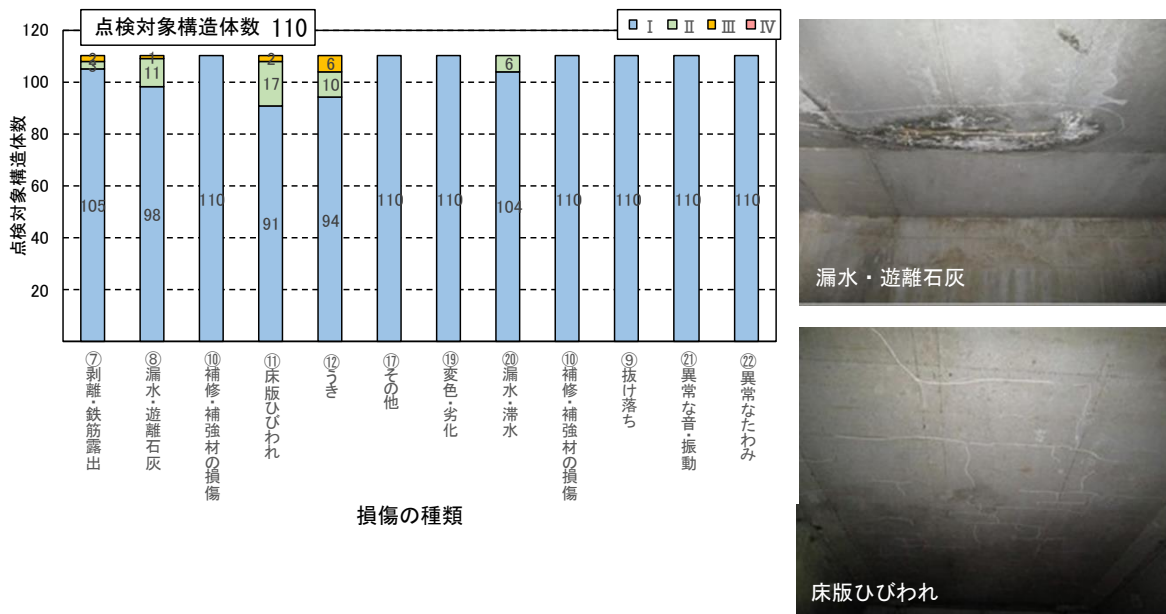 点検対象構造体数 110
Ⅰ Ⅱ Ⅲ Ⅳ
点検対象構造体数
120
100
80
60
40
20
2
3
105
1
11
98
110
2
17
91
6
10
94
110
110
6
104
110
110
110
110
⑦剥離・鉄筋露出
⑧漏水・遊離石灰
⑩補修・補強材の損傷
⑪床版ひびわれ
⑫うき
⑰その他
⑲変色・劣化
⑳漏水・滞水
⑩補修・補強材の損傷
⑨抜け落ち
㉑異常な音・振動
㉒異常なたわみ
損傷の種類
漏水・遊離石灰
床版ひびわれ